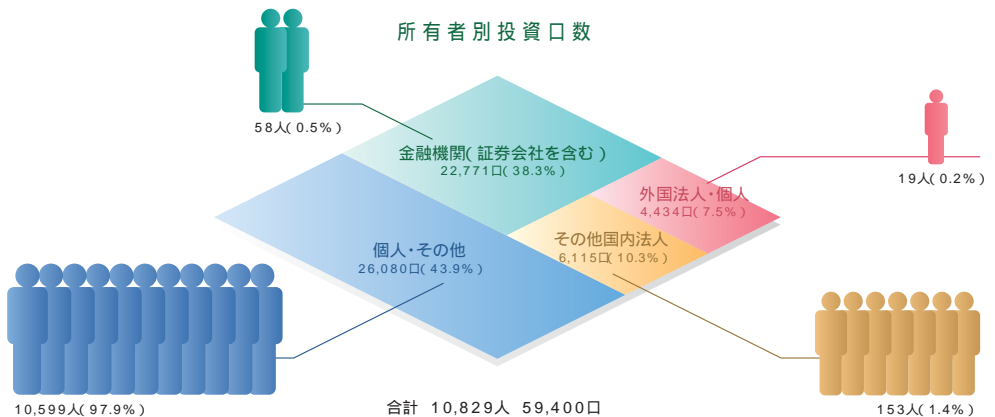 所有者別投資口数
58人( 0.5% )
金融機関( 証券会社を含む )
22,771口( 38.3% )
19人( 0.2% )
外国法人・個人
4,434口( 7.5% )
その他国内法人
6,115口( 10.3% )
個人・その他
26,080口( 43.9% )
10,599人( 97.9% )
153人( 1.4% )
合計 10,829人 59,400口